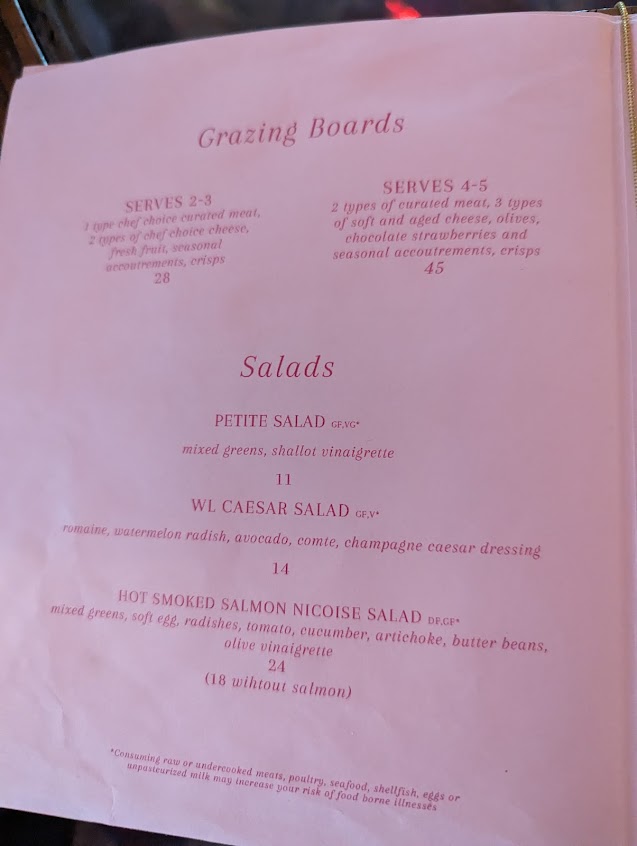 Grazing Boards
SERVES 2-3
1 type chef choice curated meat,
2 types of chef choice cheese,
fresh fruit, seasonal
accoutrements, crisps
28
SERVES 4-5
2 types of curated meat, 3 types
of soft and aged cheese, olives,
chocolate strawberries and
seasonal accoutrements, crisps
45
Salads
PETITE SALAD GF,VG*
mixed greens, shallot vinaigrette
11
WL CAESAR SALAD GF,V*
romaine, watermelon radish, avocado, comte, champagne caesar dressing
14
HOT SMOKED SALMON NICOISE SALAD DF,GF*
mixed greens, soft egg, radishes, tomato, cucumber, artichoke, butter beans,
olive vinaigrette
24
(18 wihtout salmon)
*Consuming raw or undercooked meats, poultry, seafood, shellfish, eggs or
unpasteurized milk may increase your risk of food borne illnesses